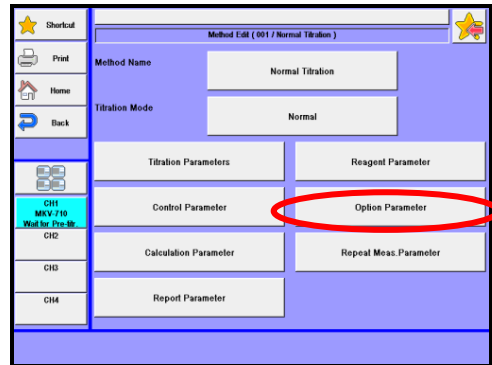 Shortcut
Method Edit ( 001 / Normal Titration )
Print
Method Name
Normal Titration
Home
Titration Mode
Normal
Back
Titration Parameters
Reagent Parameter
CH1
MKV-710
Wait for Pre-titr.
Control Parameter
Option Parameter
CH2
Calculation Parameter
Repeat Meas.Parameter
CH3
CH4
Report Parameter